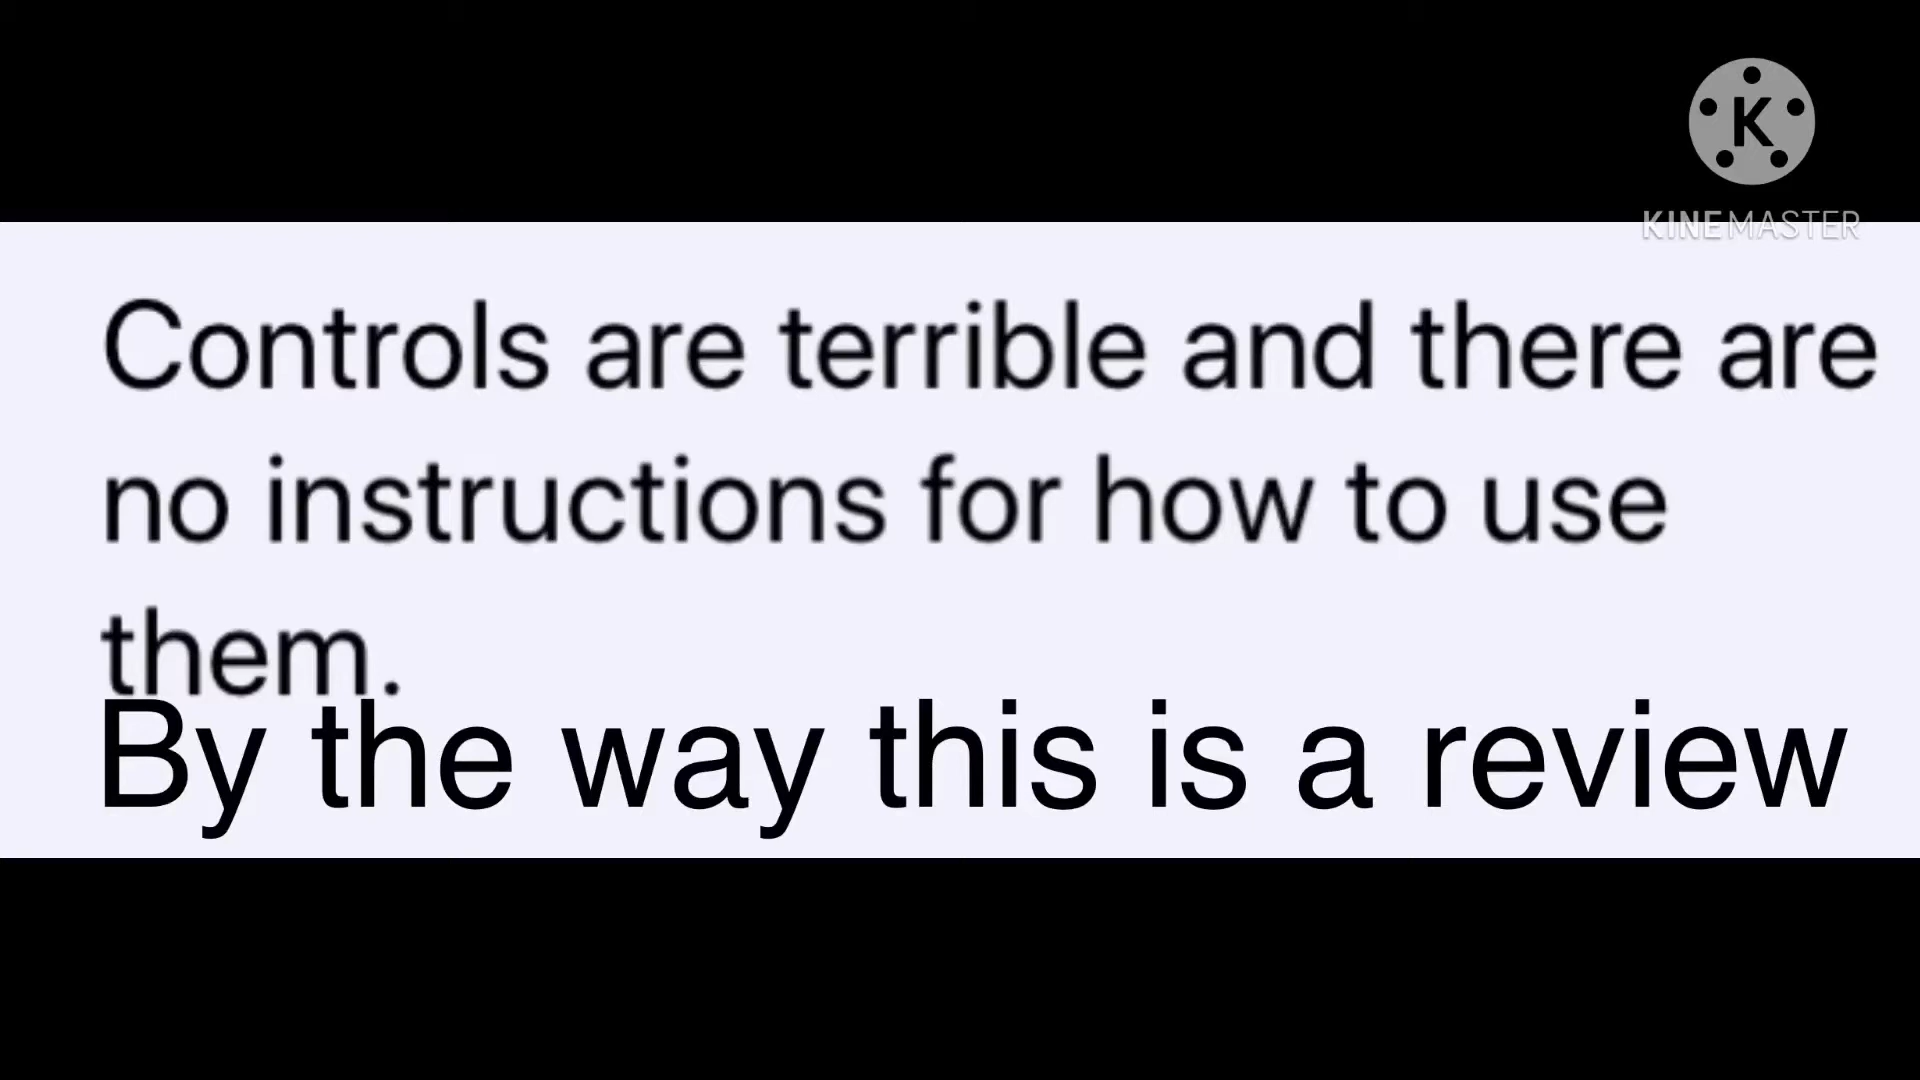 K
KINEMASTER
Controls are terrible and there are
no instructions for how to use
them.
By the way this is a review